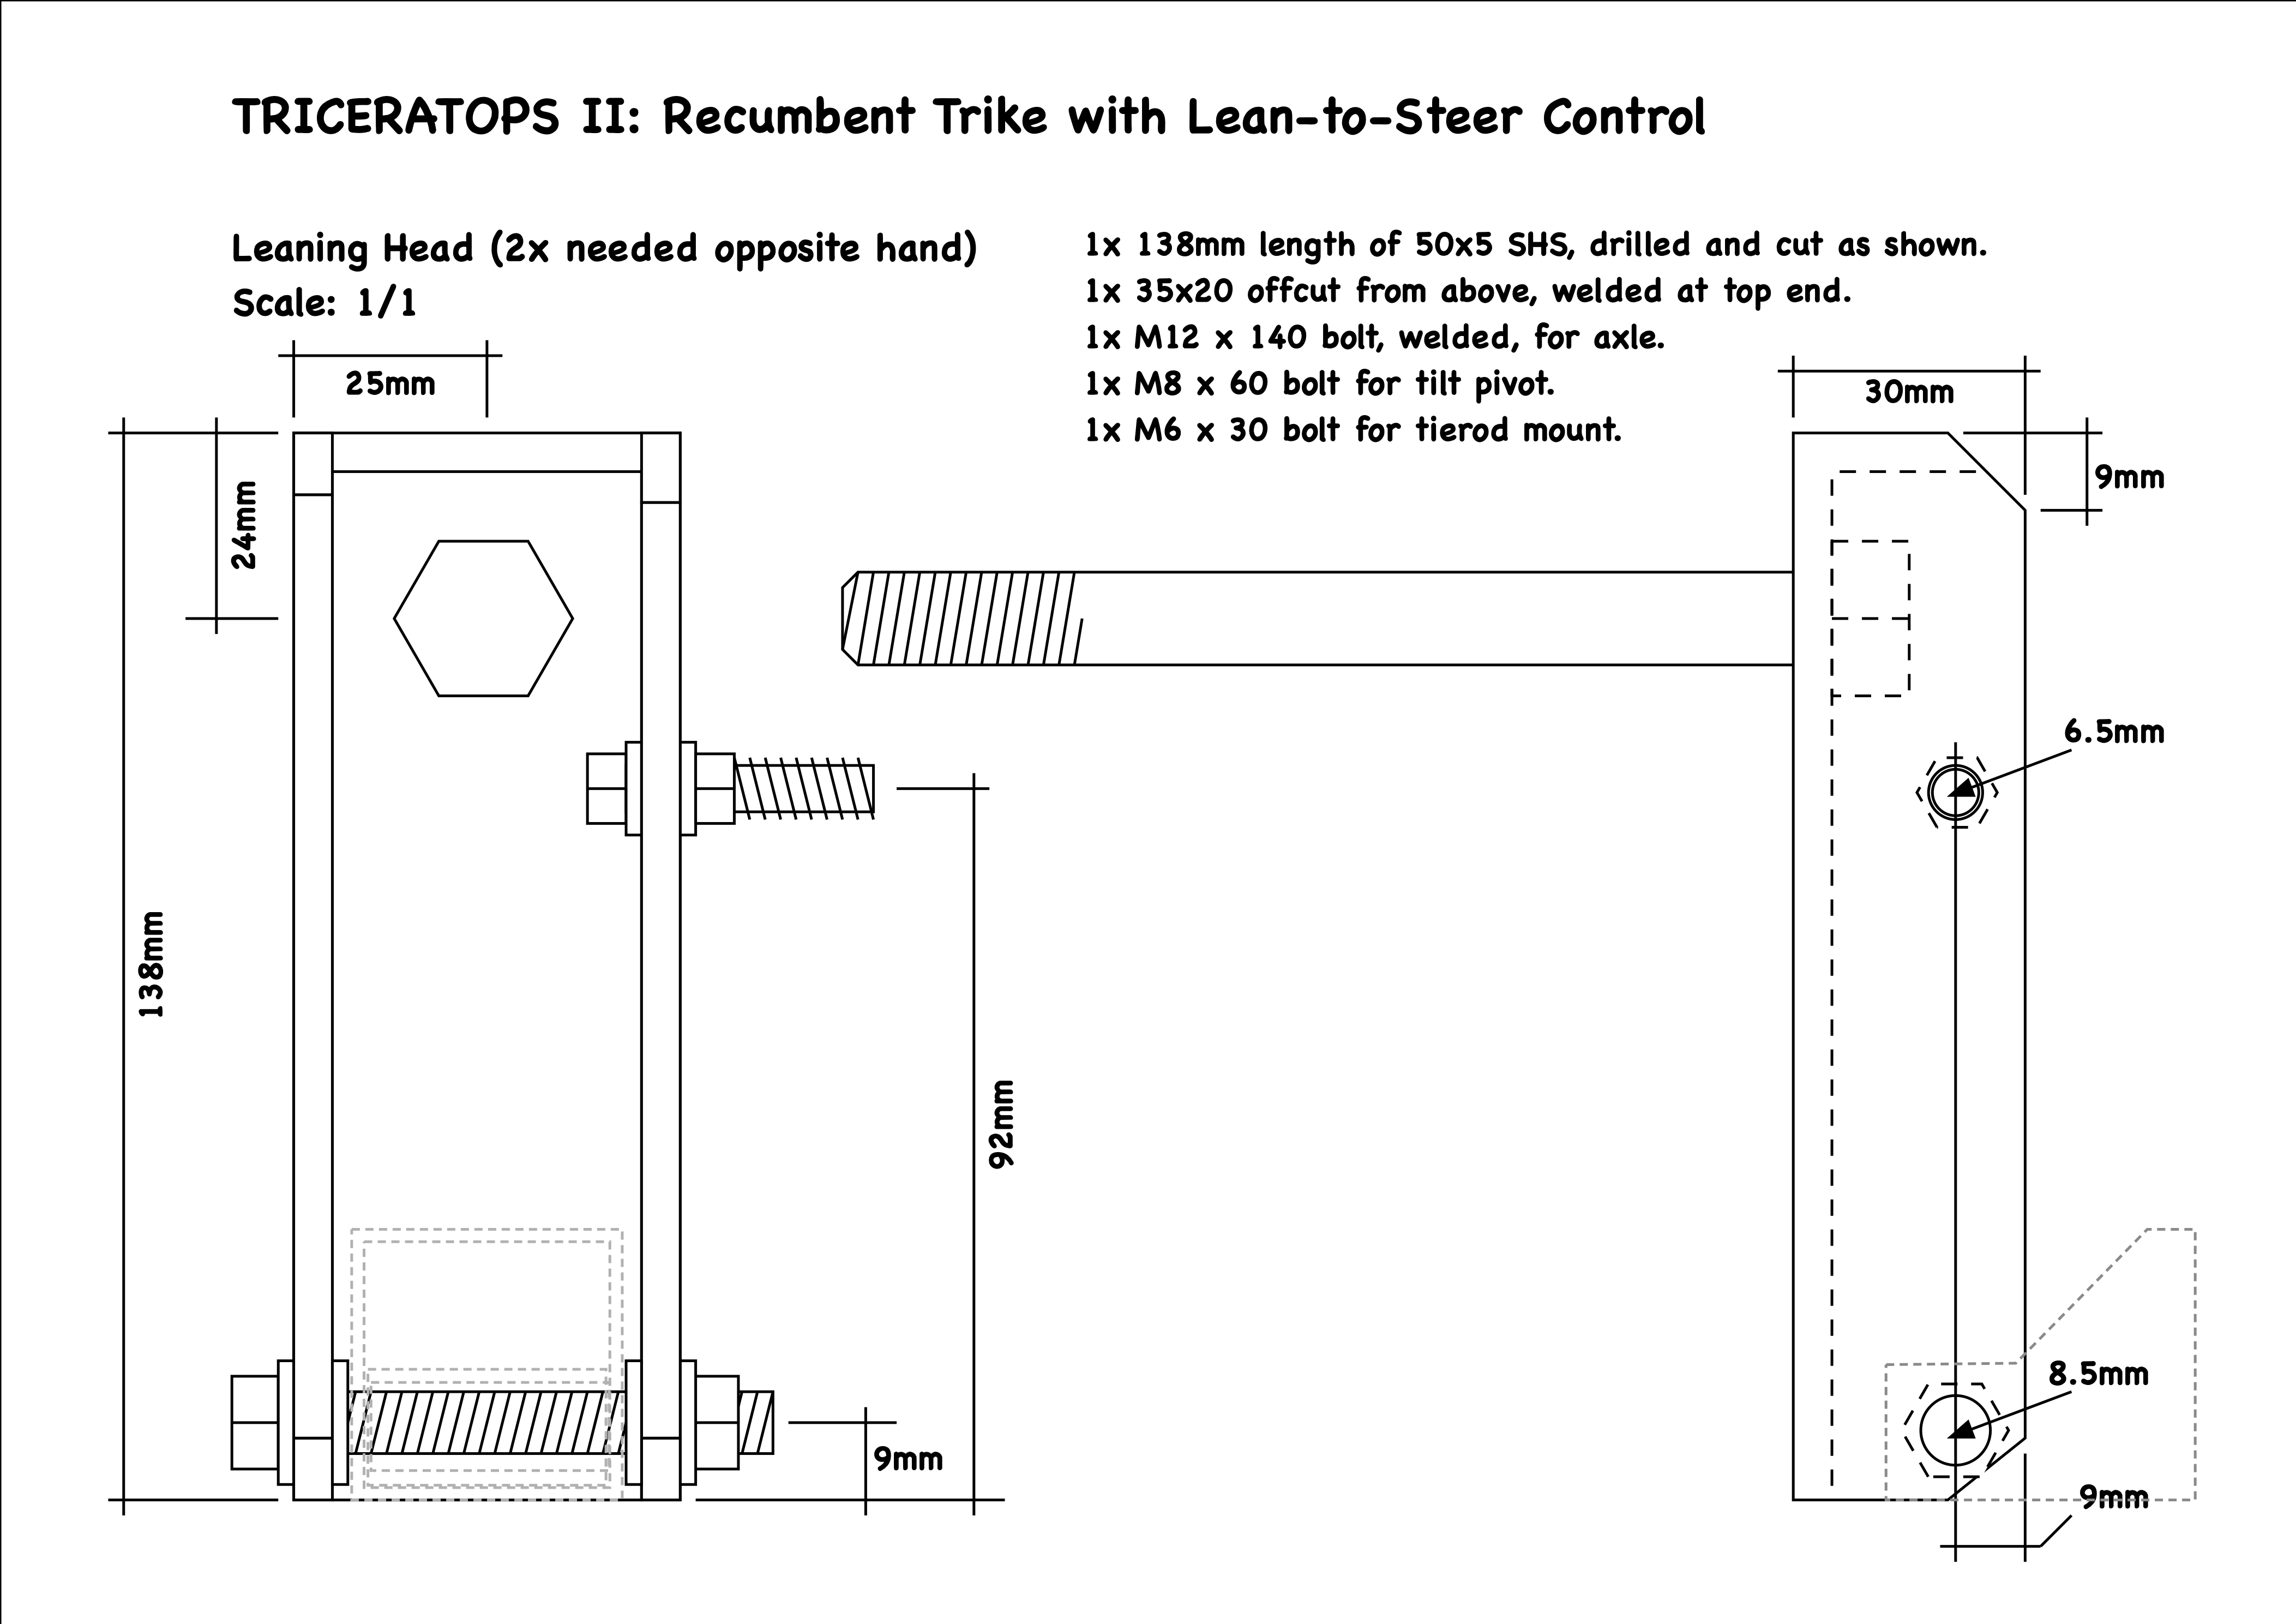 TRICERATOPS II: Recumbent Trike with Lean-to-Steer Control
Leaning Head (2x needed opposite hand)
Scale: 1/1
1x 138mm length of 50x5 SHS, drilled and cut as shown.
1x 35x20 offcut from above, welded at top end.
1x M12 x 140 bolt, welded, for axle.
1x M8 x 60 bolt for tilt pivot.
1x M6 x 30 bolt for tierod mount.
25mm
30mm
24mm
9mm
6.5mm
138mm
92mm
8.5mm
9mm
9mm